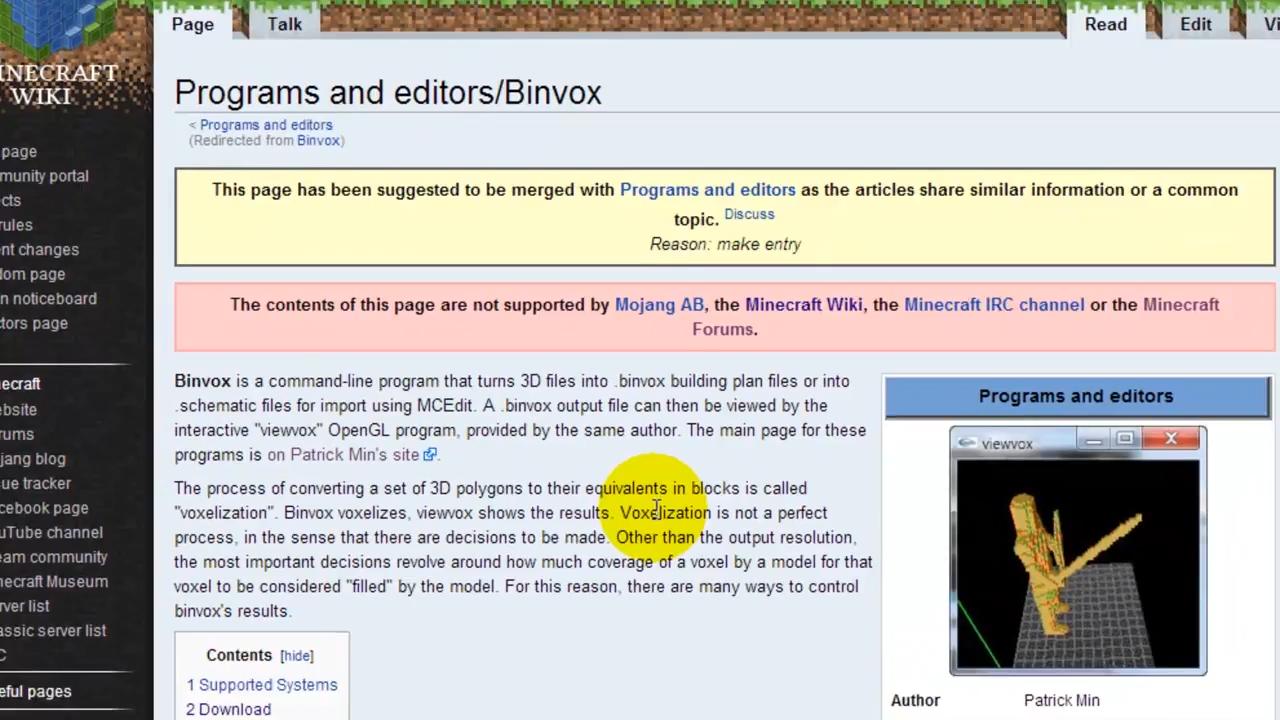 Page
Talk
Read
Edit
Vi
INECRAFT
WIKI
Programs and editors/Binvox
< Programs and editors
(Redirected from Binvox)
This page has been suggested to be merged with Programs and editors as the articles share similar information or a common
topic. Discuss
Reason: make entry
The contents of this page are not supported by Mojang AB, the Minecraft Wiki, the Minecraft IRC channel or the Minecraft
Forums.
page
munity portal
ects
rules
ent changes
dom page
n noticeboard
ctors page
ecraft
ebsite
rums
jang blog
sue tracker
cebook page
uTube channel
eam community
necraft Museum
rver list
assic server list
C
eful pages
Binvox is a command-line program that turns 3D files into .binvox building plan files or into
.schematic files for import using MCEdit. A .binvox output file can then be viewed by the
interactive "viewvox" OpenGL program, provided by the same author. The main page for these
programs is on Patrick Min's site.
The process of converting a set of 3D polygons to their equivalents in blocks is called
"voxelization". Binvox voxelizes, viewvox shows the results. Voxelization is not a perfect
process, in the sense that there are decisions to be made. Other than the output resolution,
the most important decisions revolve around how much coverage of a voxel by a model for that
voxel to be considered "filled" by the model. For this reason, there are many ways to control
binvox's results.
Contents [hide]
1 Supported Systems
2 Download
Programs and editors
viewvox
Author Patrick Min